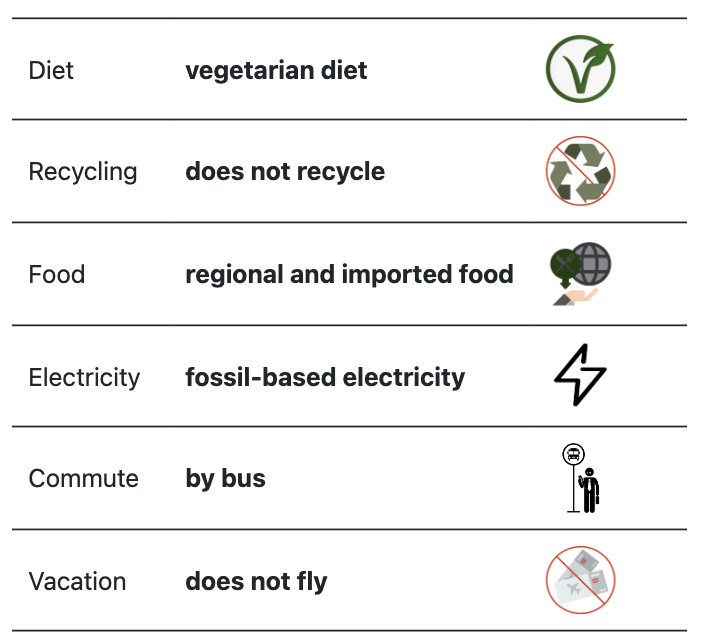 Diet vegetarian diet
Recycling does not recycle
Food regional and imported food
Electricity fossil-based electricity
Commute by bus
Vacation does not fly